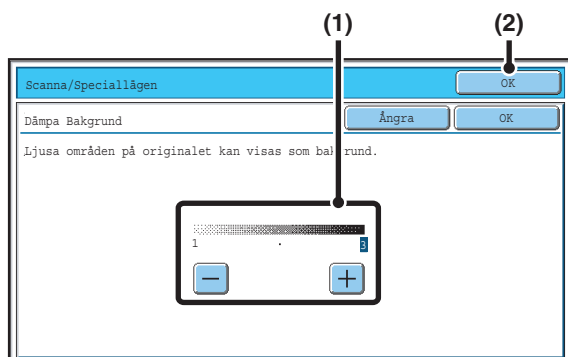 (1) (2)
Scanna/Speciallägen OK
Dämpa Bakgrund Ångra OK
Ljusa områden på originalet kan visas som bakgrund.
1 · 3
− +